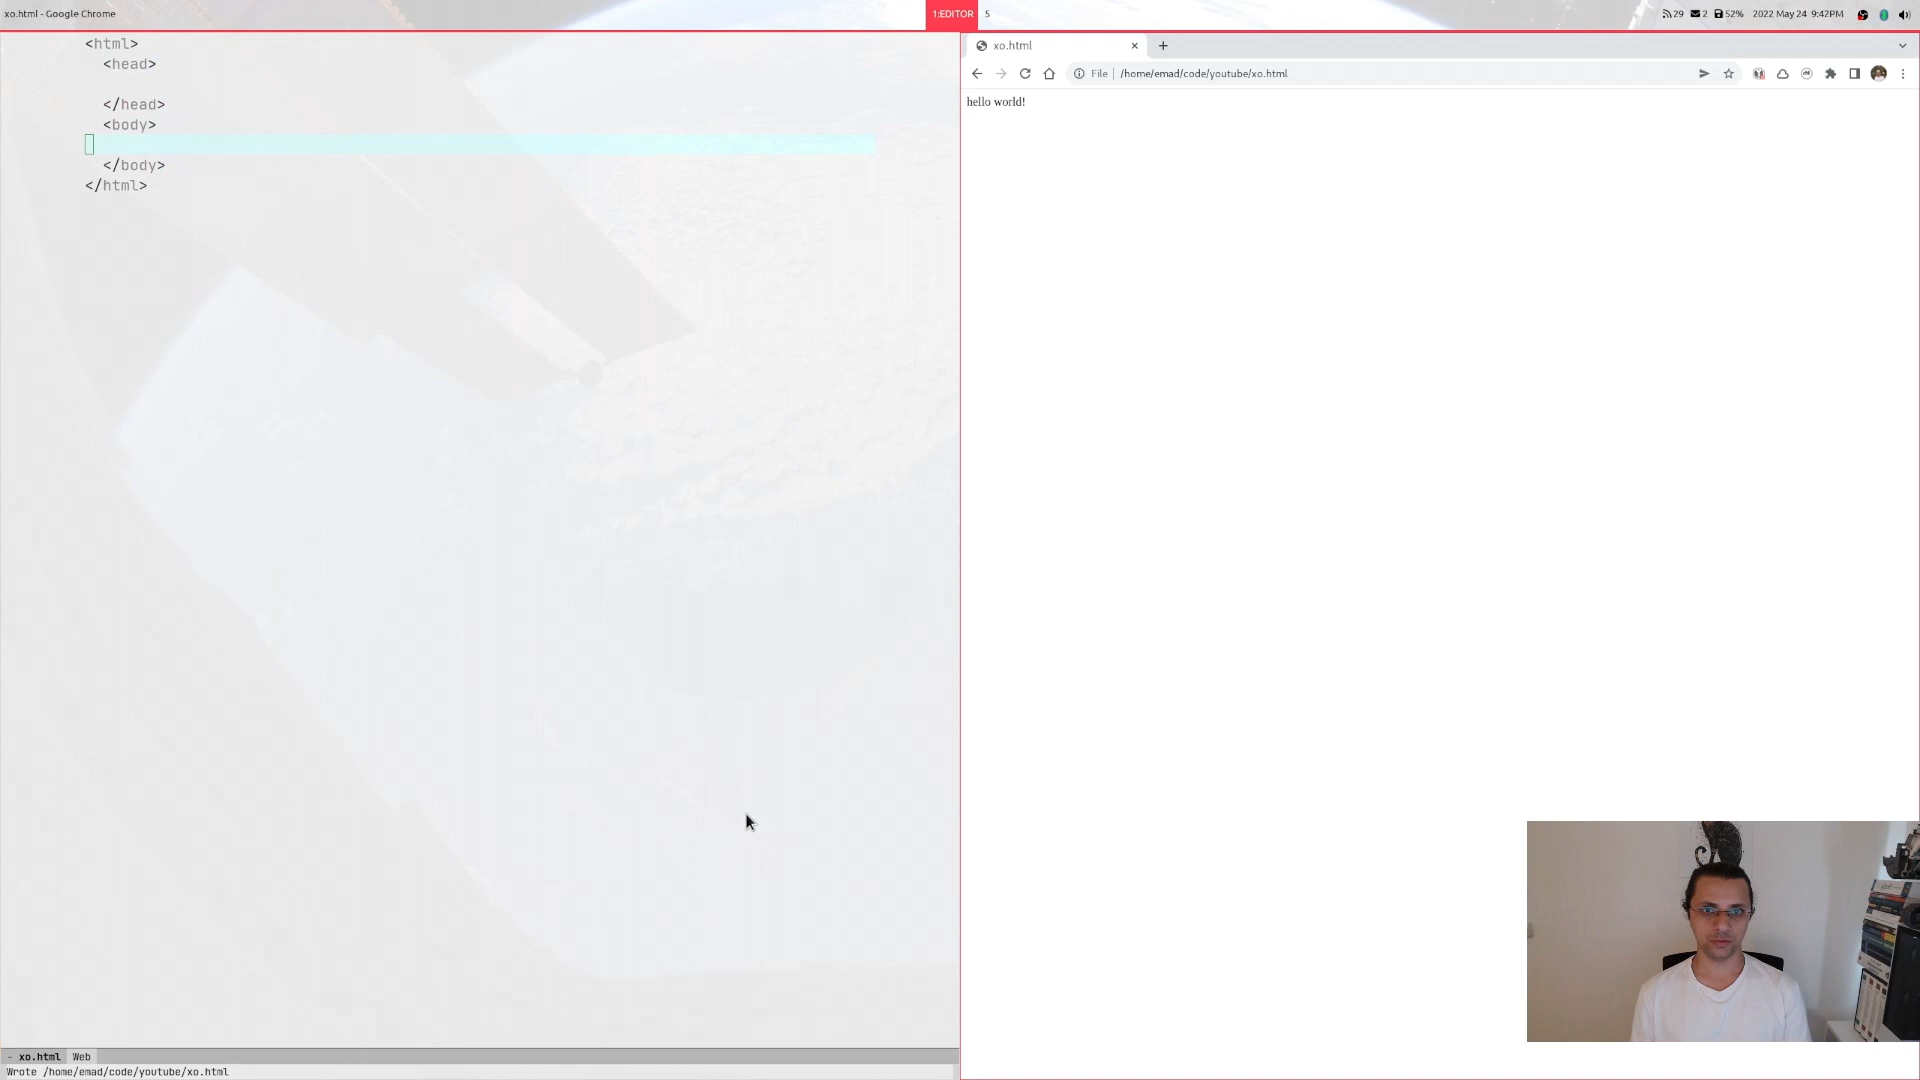 xo.html - Google Chrome
1:EDITOR 5
29 2 52% 2022 May 24 9:42PM
<html>
<head>
</head>
<body>
</body>
</html>
- xo.html Web
Wrote /home/emad/code/youtube/xo.html
xo.html
File /home/emad/code/youtube/xo.html
hello world!